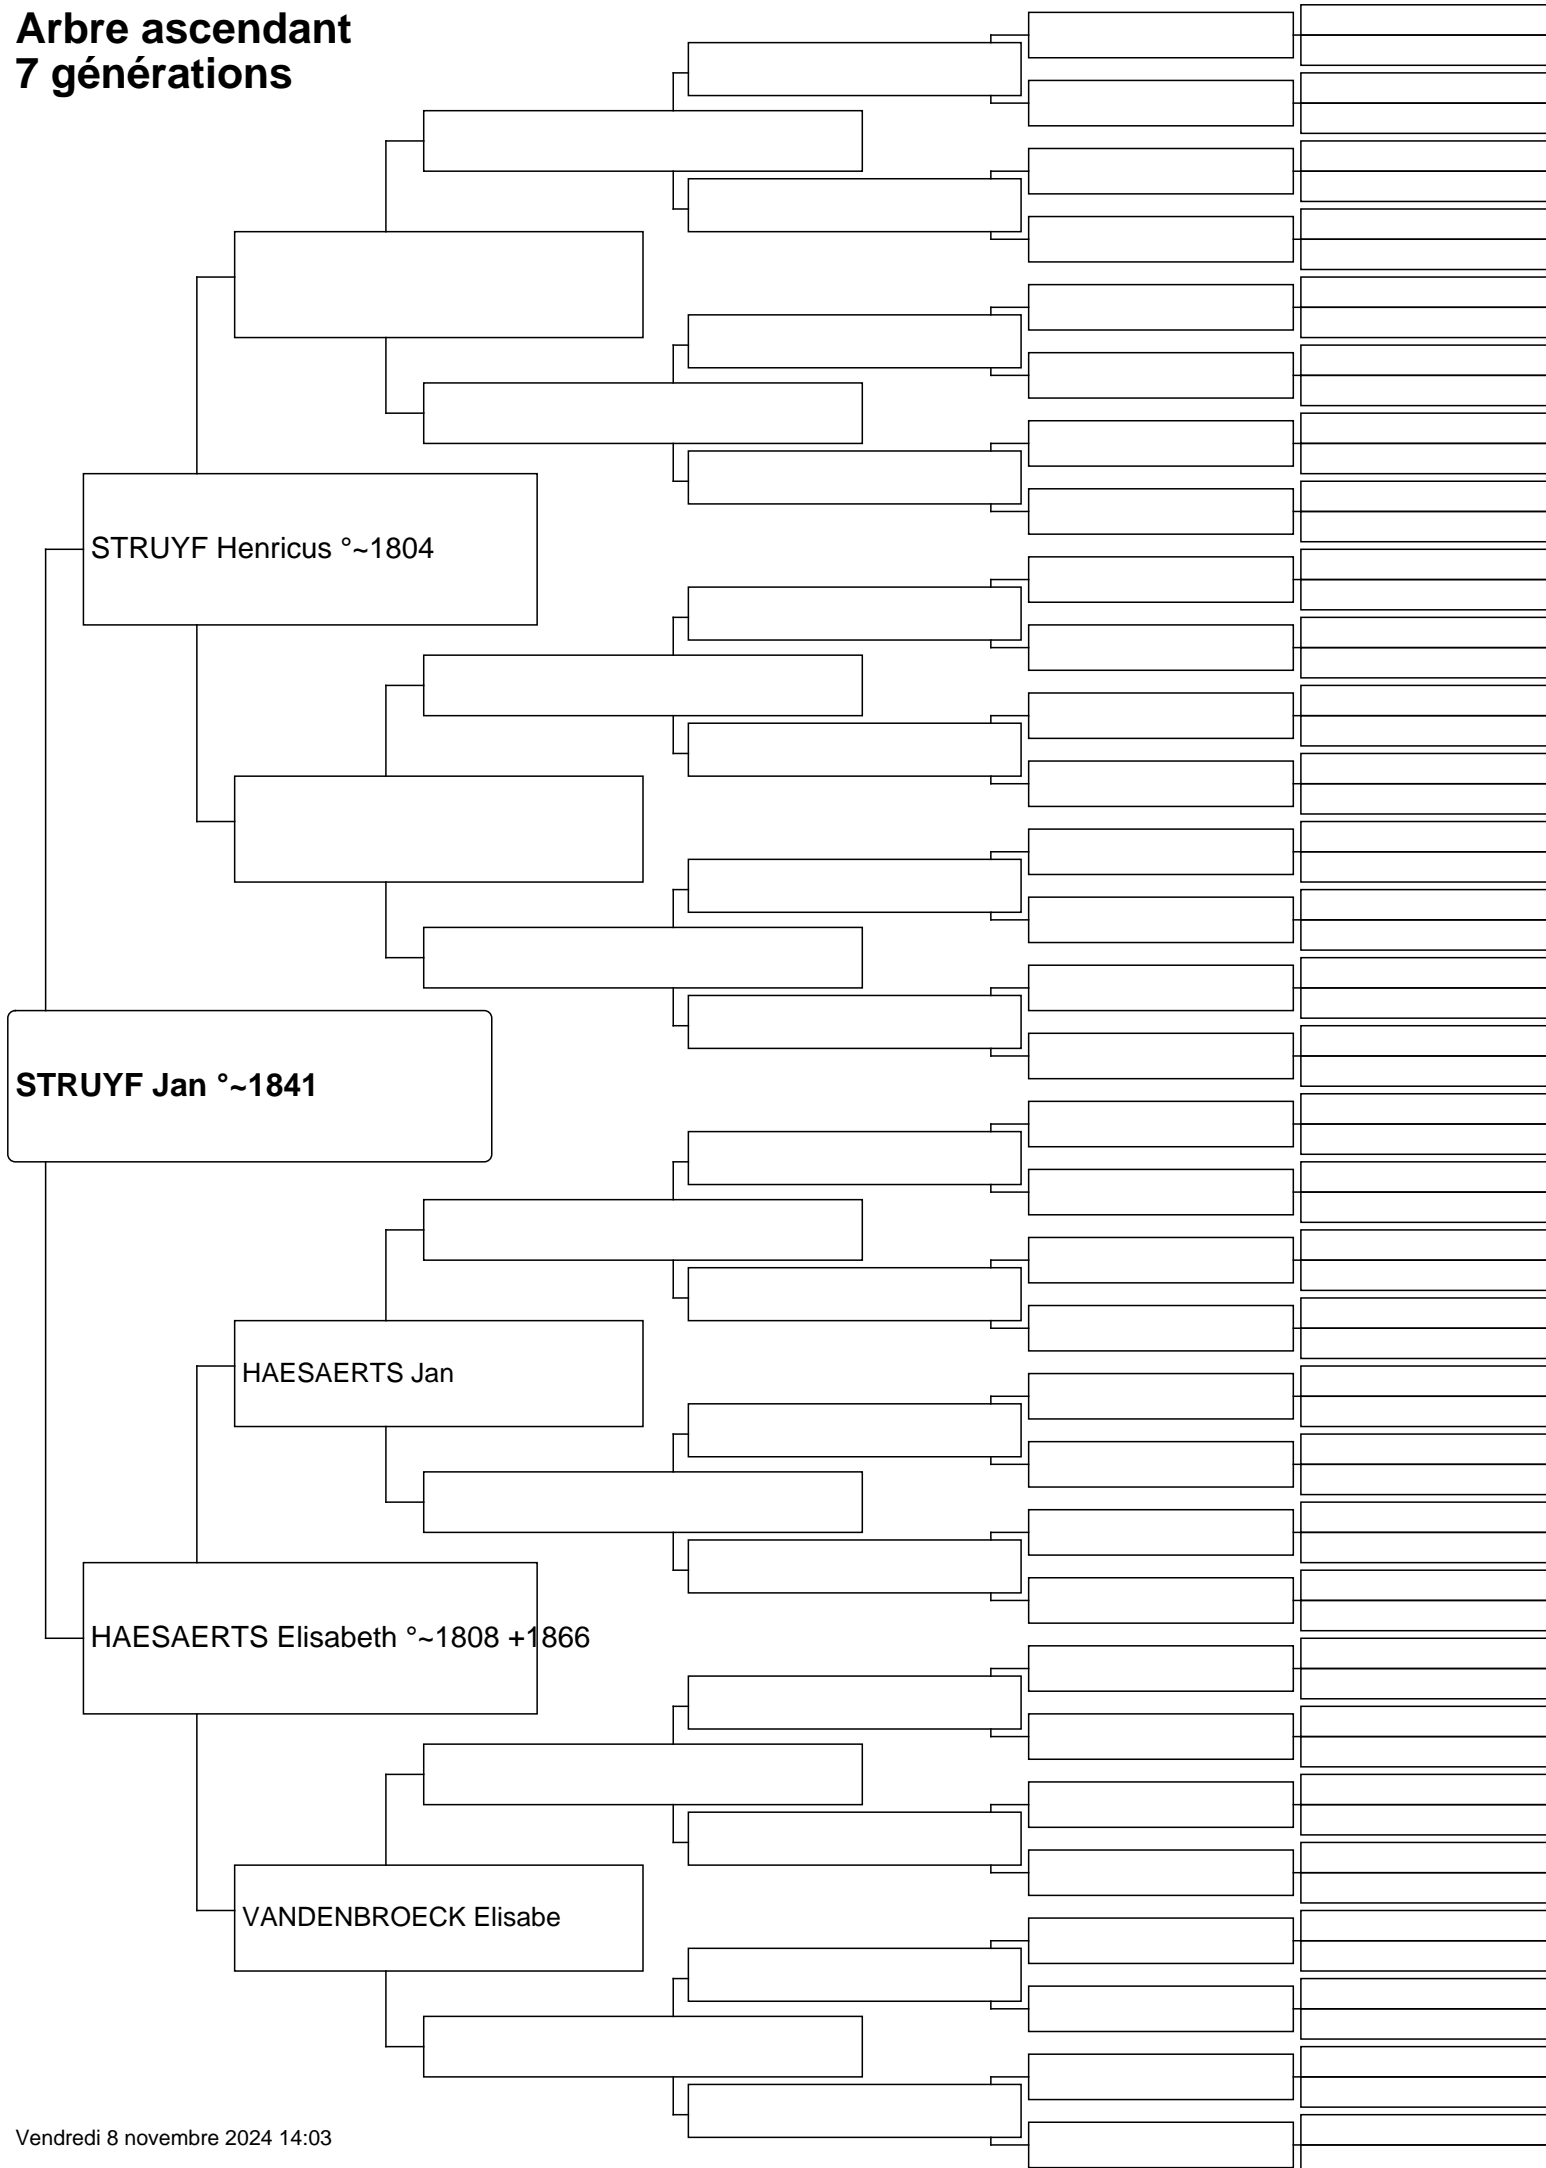 Arbre ascendant
7 générations
STRUYF Henricus °~1804
STRUYF Jan °~1841
HAESAERTS Jan
HAESAERTS Elisabeth °~1808 +1866
VANDENBROECK Elisabe
Vendredi 8 novembre 2024 14:03